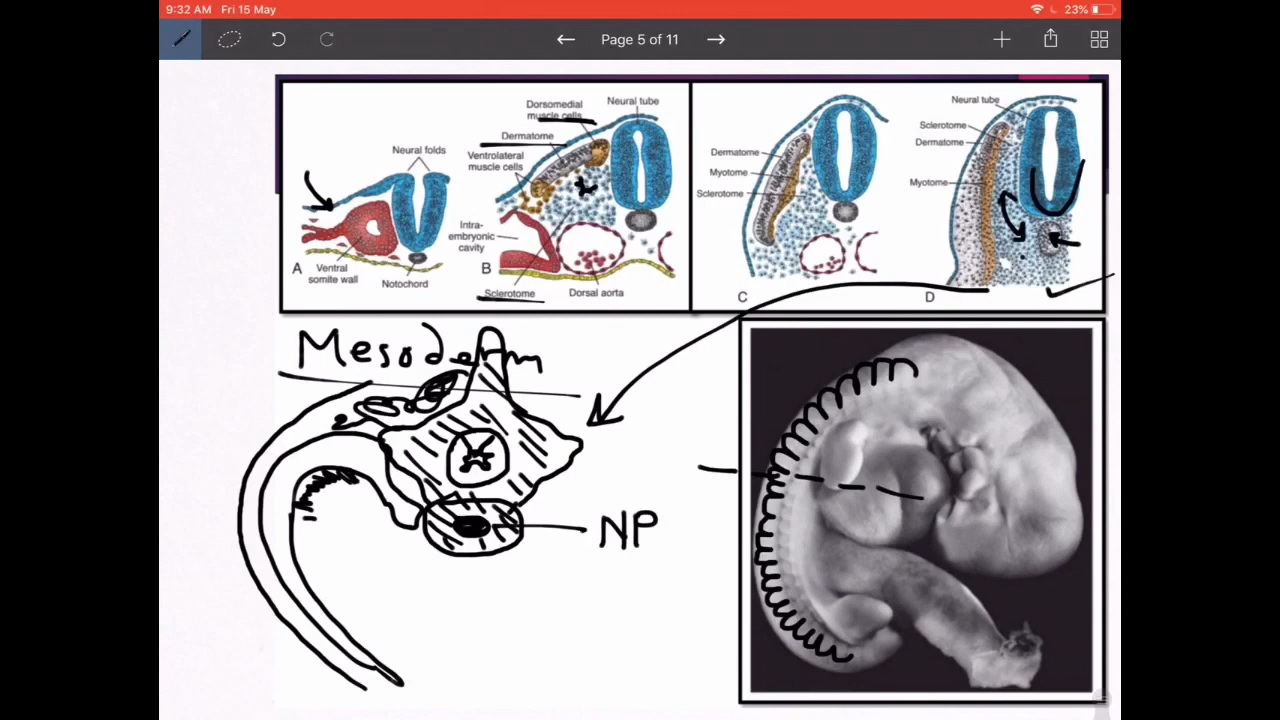 9:32 AM Fri 15 May
23%
Page 5 of 11
Neural folds
A
Ventral
somite wall
Notochord
Dorsomedial
muscle cells
Neural tube
Dermatome
Ventrolateral
muscle cells
Intra-
embryonic
cavity
B
Sclerotome
Dorsal aorta
Dermatome
Myotome
Sclerotome
C
Neural tube
Sclerotome
Dermatome
Myotome
D
Mesoderm
NP